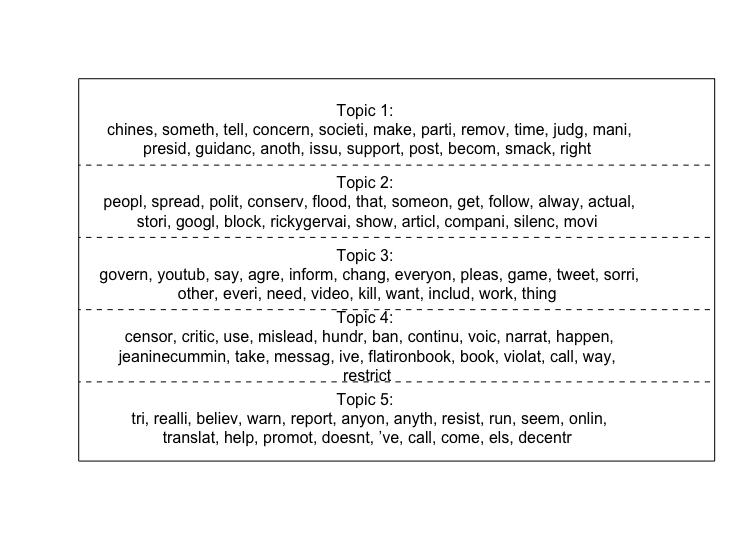 Topic 1:
chines, someth, tell, concern, societi, make, parti, remov, time, judg, mani,
presid, guidanc, anoth, issu, support, post, becom, smack, right
Topic 2:
peopl, spread, polit, conserv, flood, that, someon, get, follow, alway, actual,
stori, googl, block, rickygervai, show, articl, compani, silenc, movi
Topic 3:
govern, youtub, say, agre, inform, chang, everyon, pleas, game, tweet, sorri,
other, everi, need, video, kill, want, includ, work, thing
Topic 4:
censor, critic, use, mislead, hundr, ban, continu, voic, narrat, happen,
jeaninecummin, take, messag, ive, flatironbook, book, violat, call, way,
restrict
Topic 5:
tri, realli, believ, warn, report, anyon, anyth, resist, run, seem, onlin,
translat, help, promot, doesnt, ’ve, call, come, els, decentr